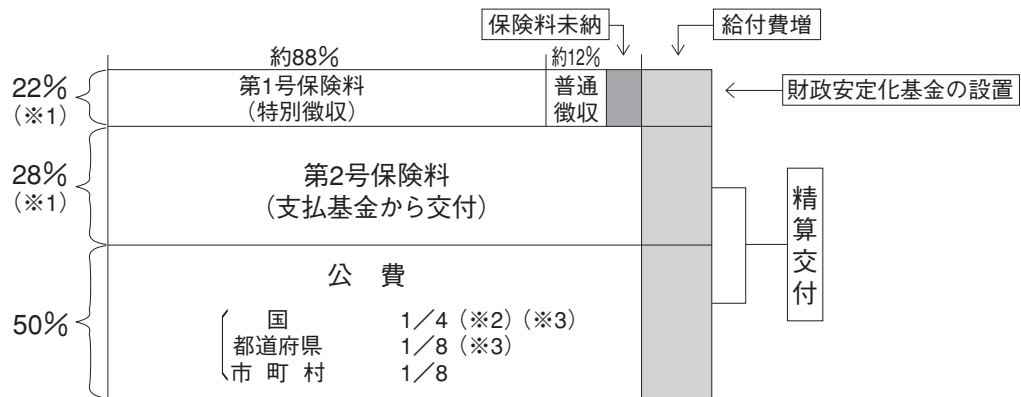 保険料未納
給付費増
約88%
約12%
22%
(※1)
第1号保険料
(特別徴収)
普通
徴収
財政安定化基金の設置
28%
(※1)
第2号保険料
(支払基金から交付)
精算交付
50%
公 費
国 1/4 (※2) (※3)
都道府県 1/8 (※3)
市 町 村 1/8